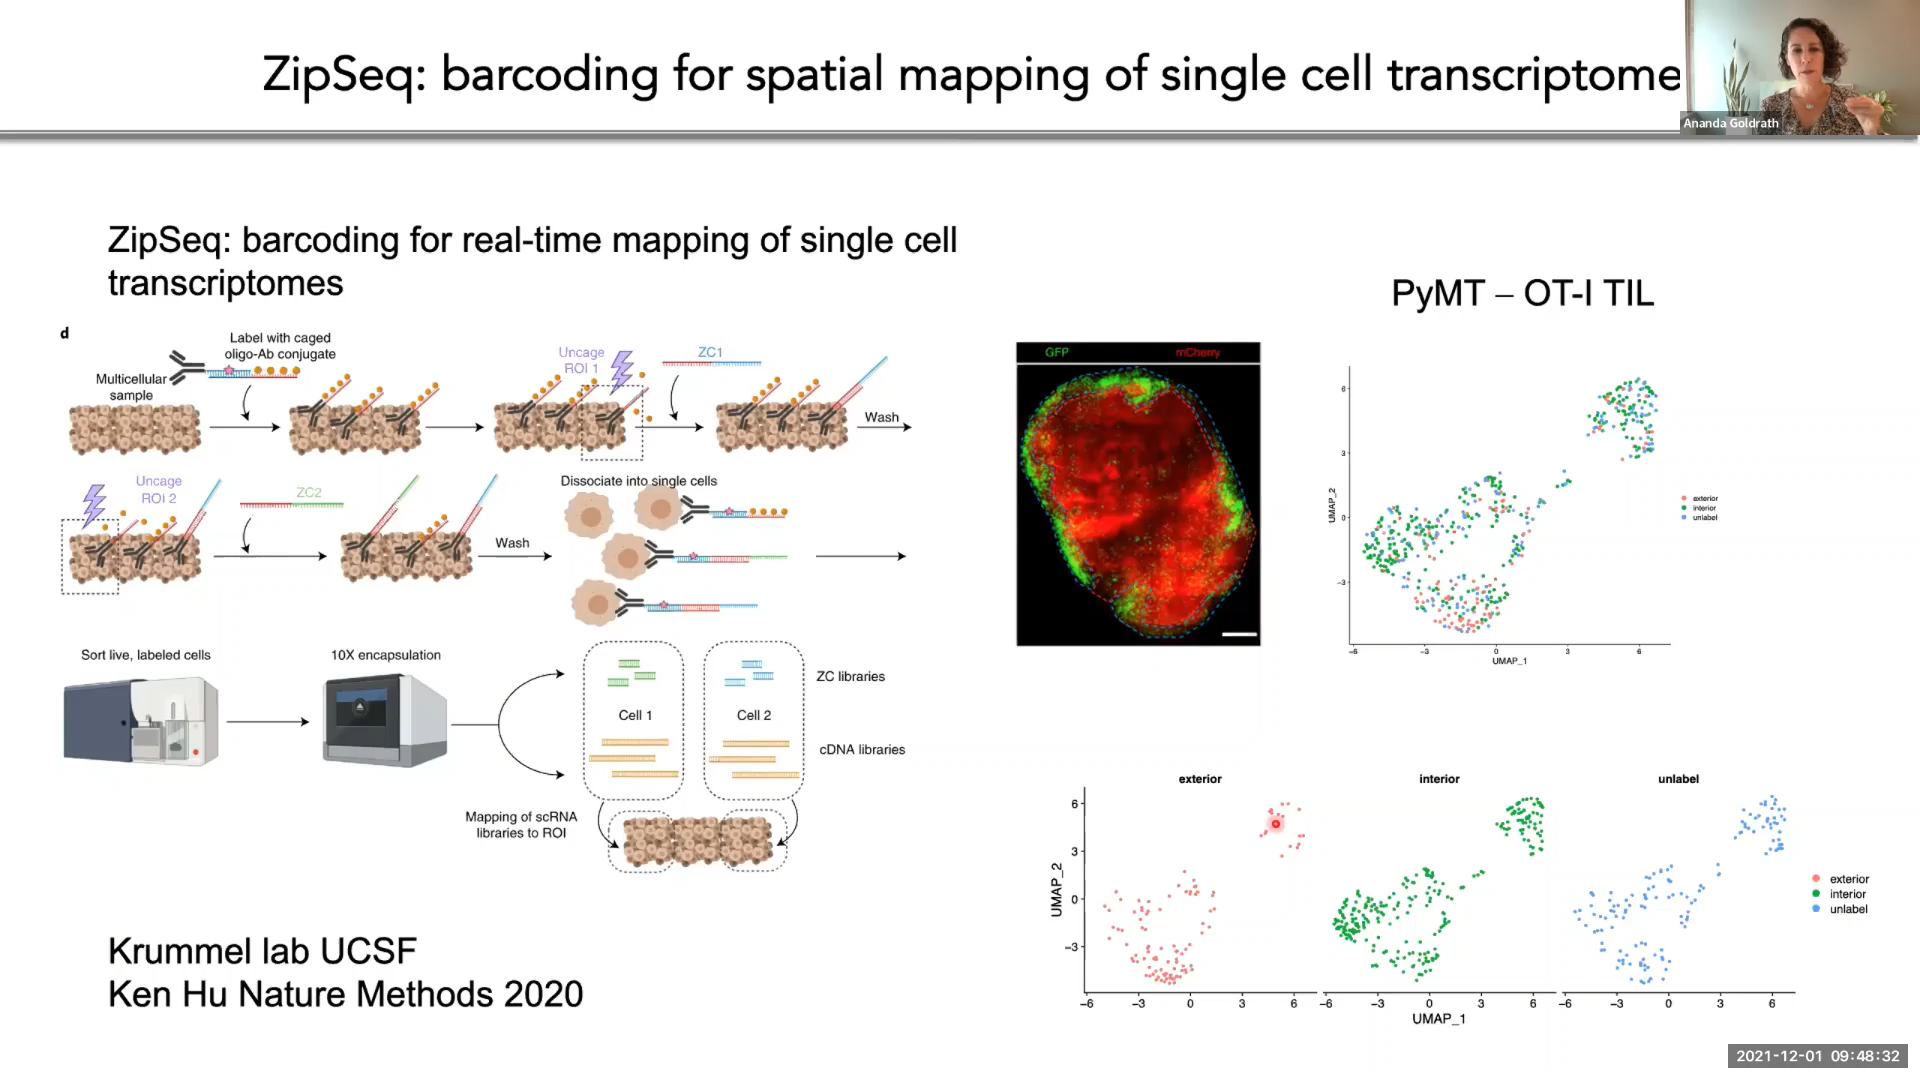 ZipSeq: barcoding for spatial mapping of single cell transcriptome
Ananda Goldrath
ZipSeq: barcoding for real-time mapping of single cell
transcriptomes
PyMT – OT-I TIL
d
Label with caged
oligo-Ab conjugate
Multicellular
sample
Uncage
ROI 1
ZC1
Wash
Uncage
ROI 2
ZC2
Wash
Dissociate into single cells
Sort live, labeled cells
10X encapsulation
ZC libraries
Cell 1
Cell 2
cDNA libraries
Mapping of scRNA
libraries to ROI
GFP
mCherry
6
3
0
−3
UMAP_2
−6
−3
0
3
6
UMAP_1
exterior
interior
unlabel
exterior
interior
unlabel
6
3
0
−3
UMAP_2
−6
−3
0
3
6
−6
−3
0
3
6
−6
−3
0
3
6
UMAP_1
exterior
interior
unlabel
Krummel lab UCSF
Ken Hu Nature Methods 2020
2021-12-01 09:48:32